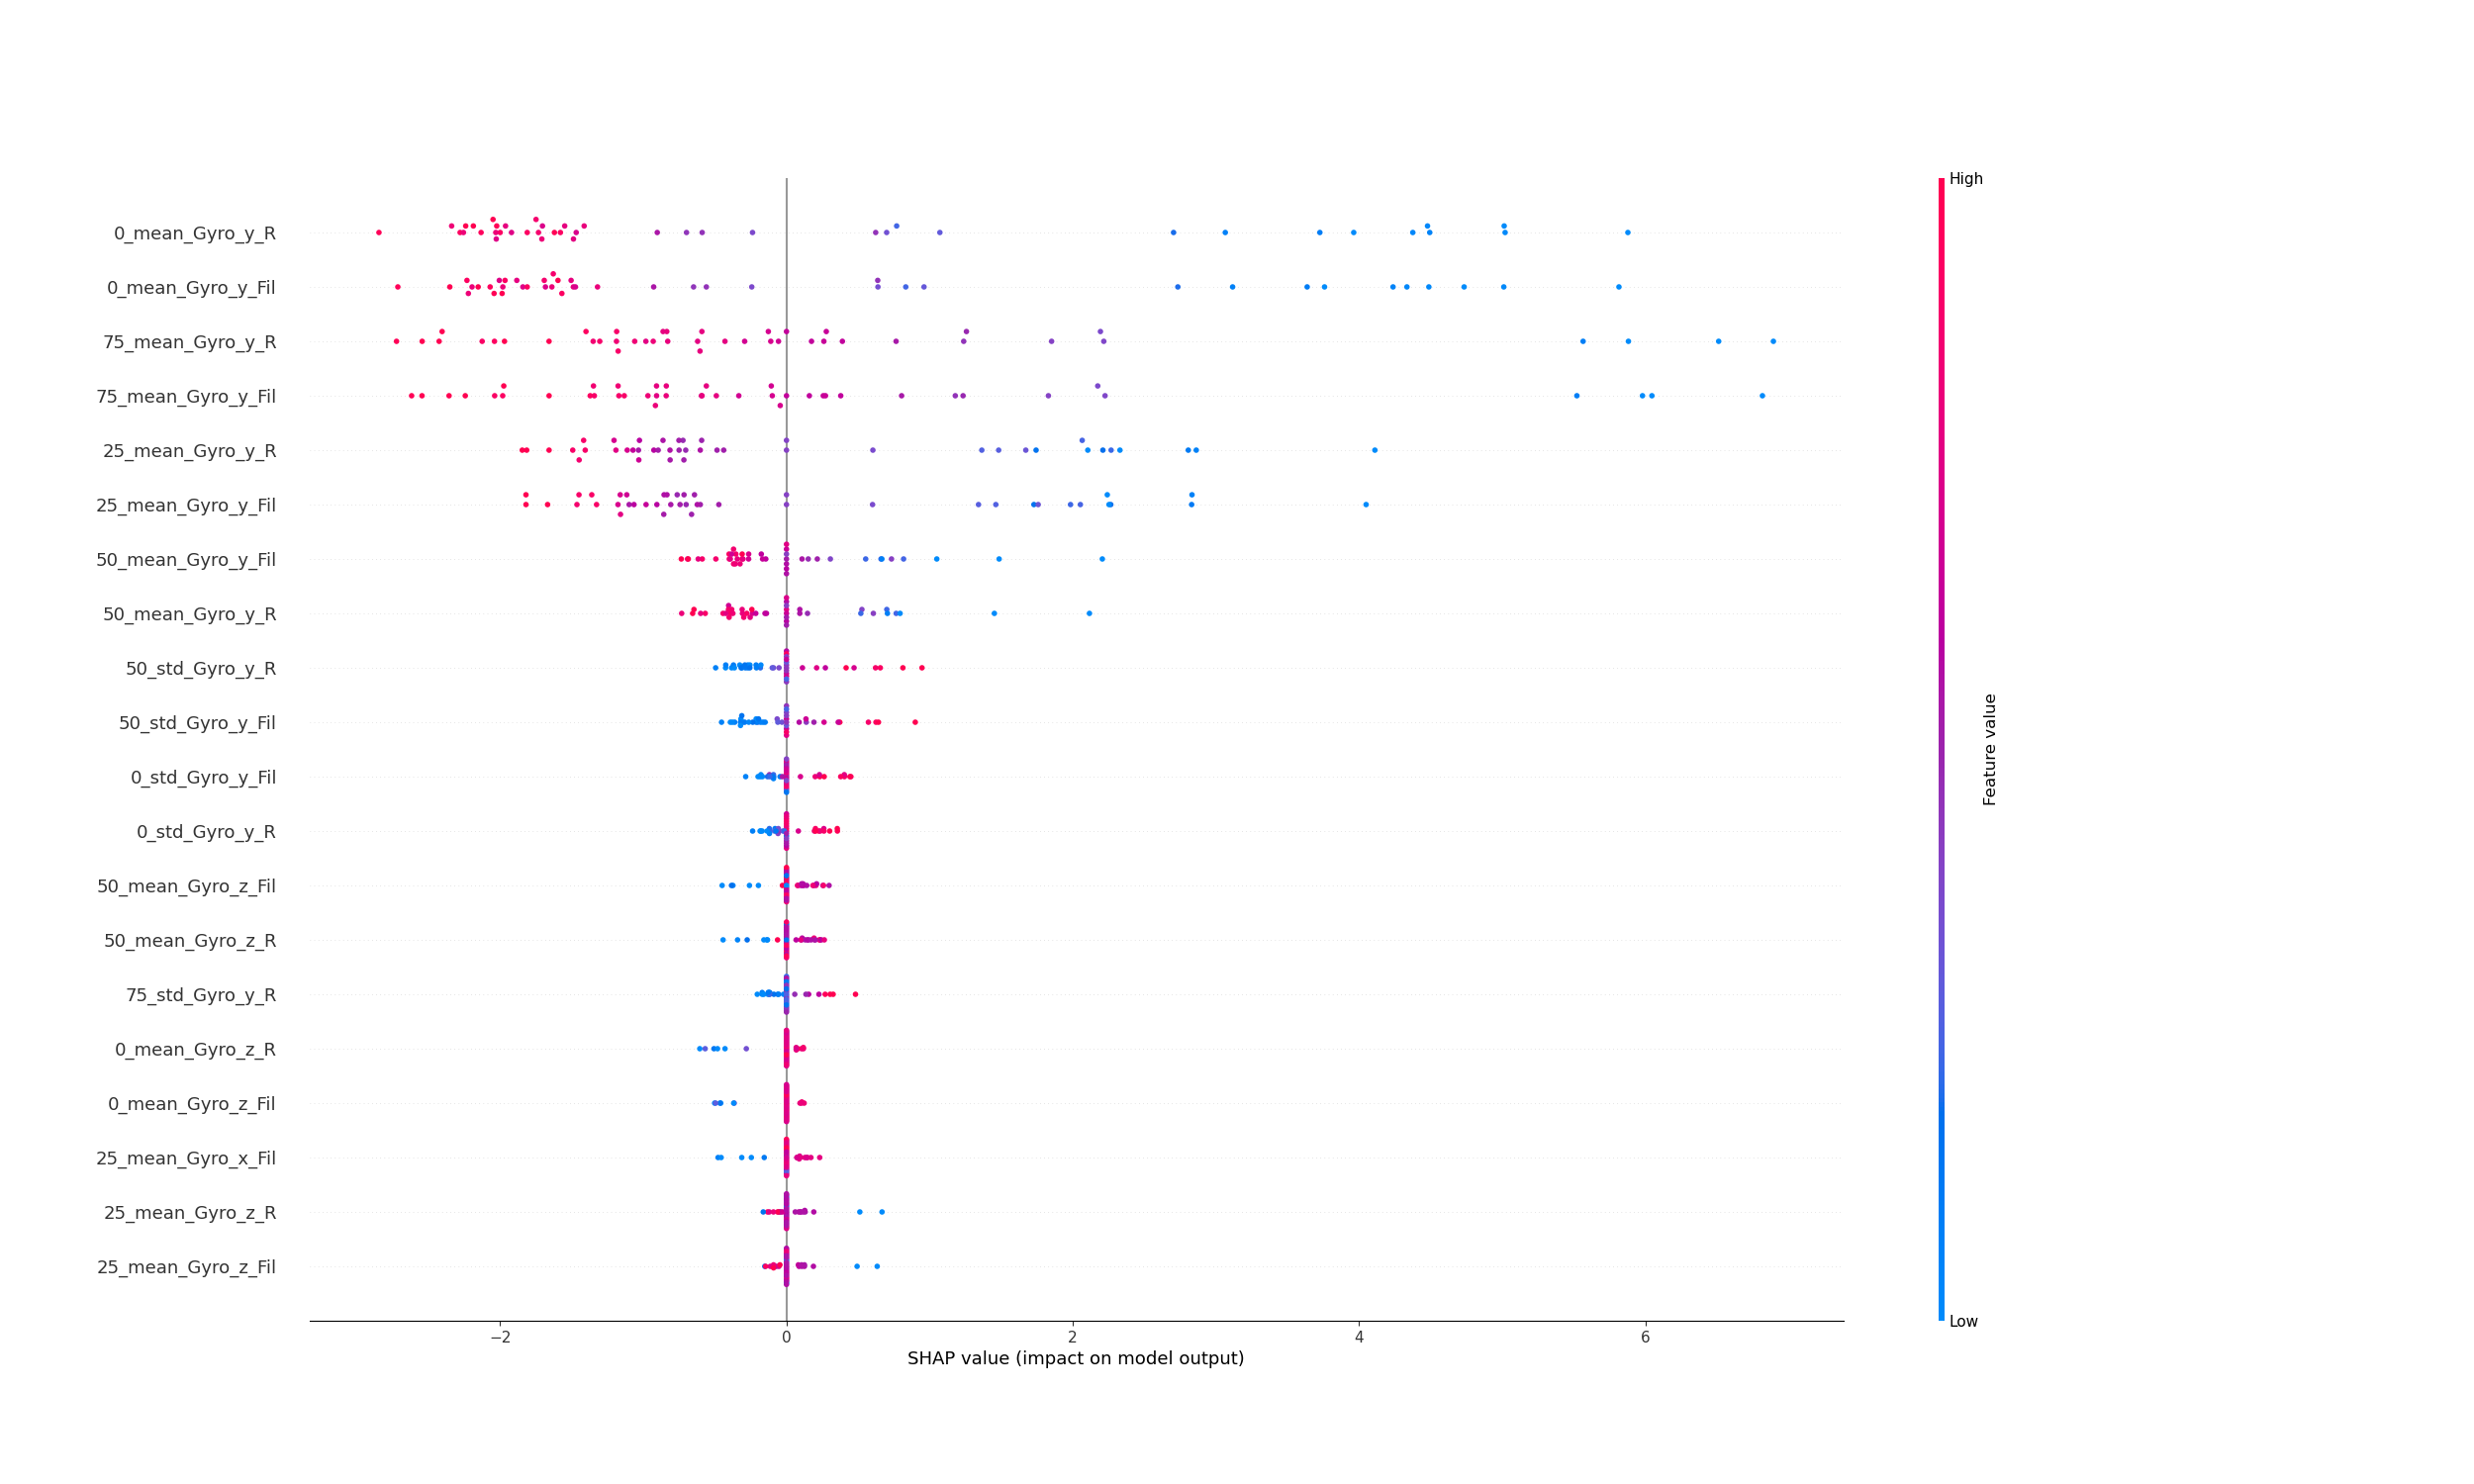 High
0_mean_Gyro_y_R
0_mean_Gyro_y_Fil
75_mean_Gyro_y_R
75_mean_Gyro_y_Fil
25_mean_Gyro_y_R
25_mean_Gyro_y_Fil
50_mean_Gyro_y_Fil
50_mean_Gyro_y_R
50_std_Gyro_y_R
50_std_Gyro_y_Fil
0_std_Gyro_y_Fil
0_std_Gyro_y_R
50_mean_Gyro_z_Fil
50_mean_Gyro_z_R
75_std_Gyro_y_R
0_mean_Gyro_z_R
0_mean_Gyro_z_Fil
25_mean_Gyro_x_Fil
25_mean_Gyro_z_R
25_mean_Gyro_z_Fil
Feature value
Low
−2 0 2 4 6
SHAP value (impact on model output)